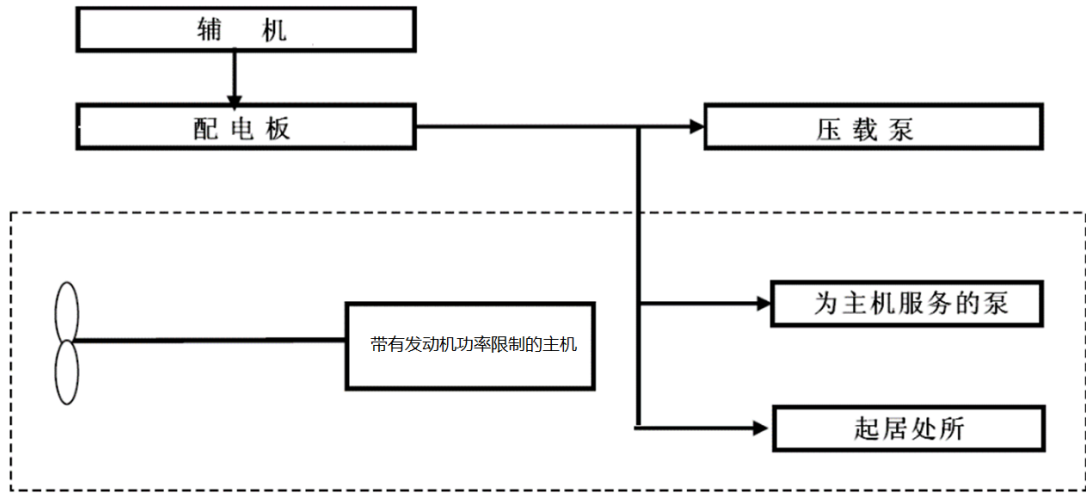 辅 机
配电板
压载泵
为主机服务的泵
带有发动机功率限制的主机
起居处所